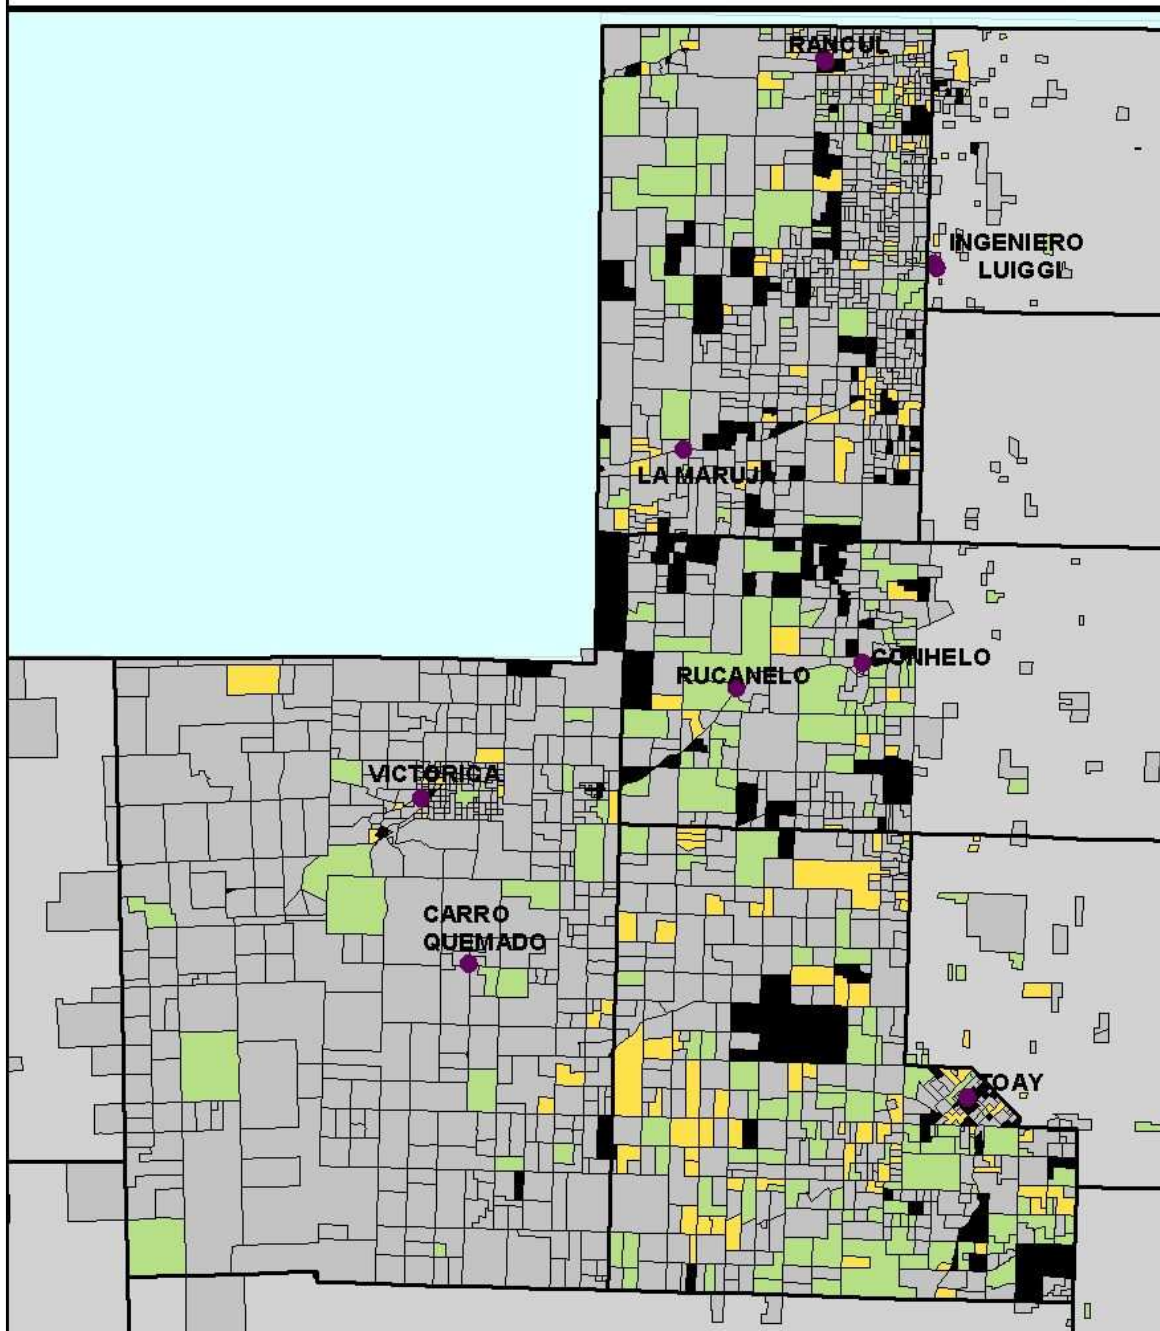 RANCUL
INGENIERO
LUIGGI
LA MARUJA
CONHELO
RUCANELO
VICTORICA
CARRO
QUEMADO
TOAY